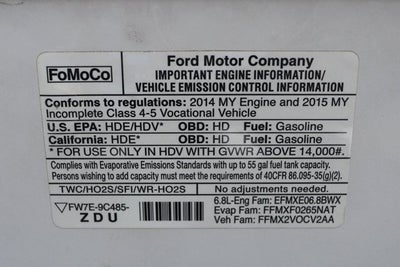 FoMoCo
Ford Motor Company
IMPORTANT ENGINE INFORMATION/
VEHICLE EMISSION CONTROL INFORMATION
Conforms to regulations: 2014 MY Engine and 2015 MY
Incomplete Class 4-5 Vocational Vehicle
U.S. EPA: HDE/HDV* OBD: HD Fuel: Gasoline
California: HDE* OBD: HD Fuel: Gasoline
* FOR USE IN HDV WITH GVWR ABOVE 14,000#.
Complies with Evaporative Emissions Standards with up to 55 gal fuel tank capacity.
Persons wishing to add capacity must meet the requirements of 40CFR 86.095-35(g)(2).
TWC/HO2S/SFI/WR-HO2S No adjustments needed.
FW7E-9C485-
ZDU
6.8L-Eng Fam: EFMXE06.8BWX
Evap Fam: FFMXF0265NAT
Veh Fam: FFMX2VOCV2AA